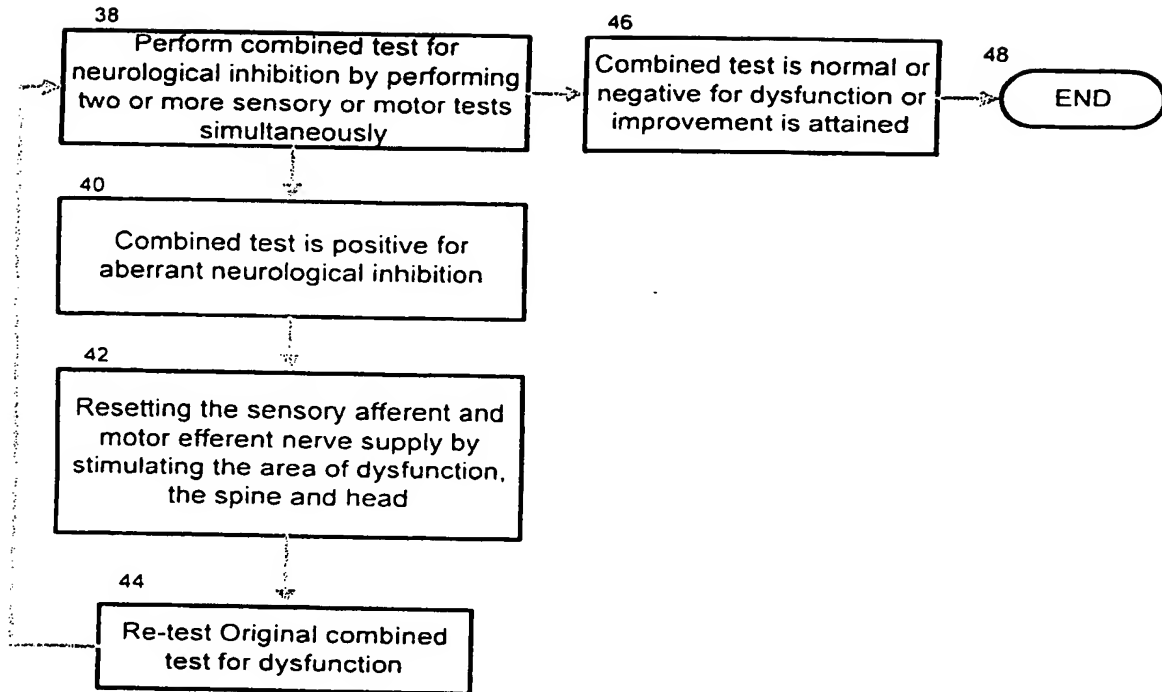 38
Perform combined test for
neurological inhibition by performing
two or more sensory or motor tests
simultaneously
46
Combined test is normal or
negative for dysfunction or
improvement is attained
48
END
40
Combined test is positive for
aberrant neurological inhibition
42
Resetting the sensory afferent and
motor efferent nerve supply by
stimulating the area of dysfunction,
the spine and head
44
Re-test Original combined
test for dysfunction